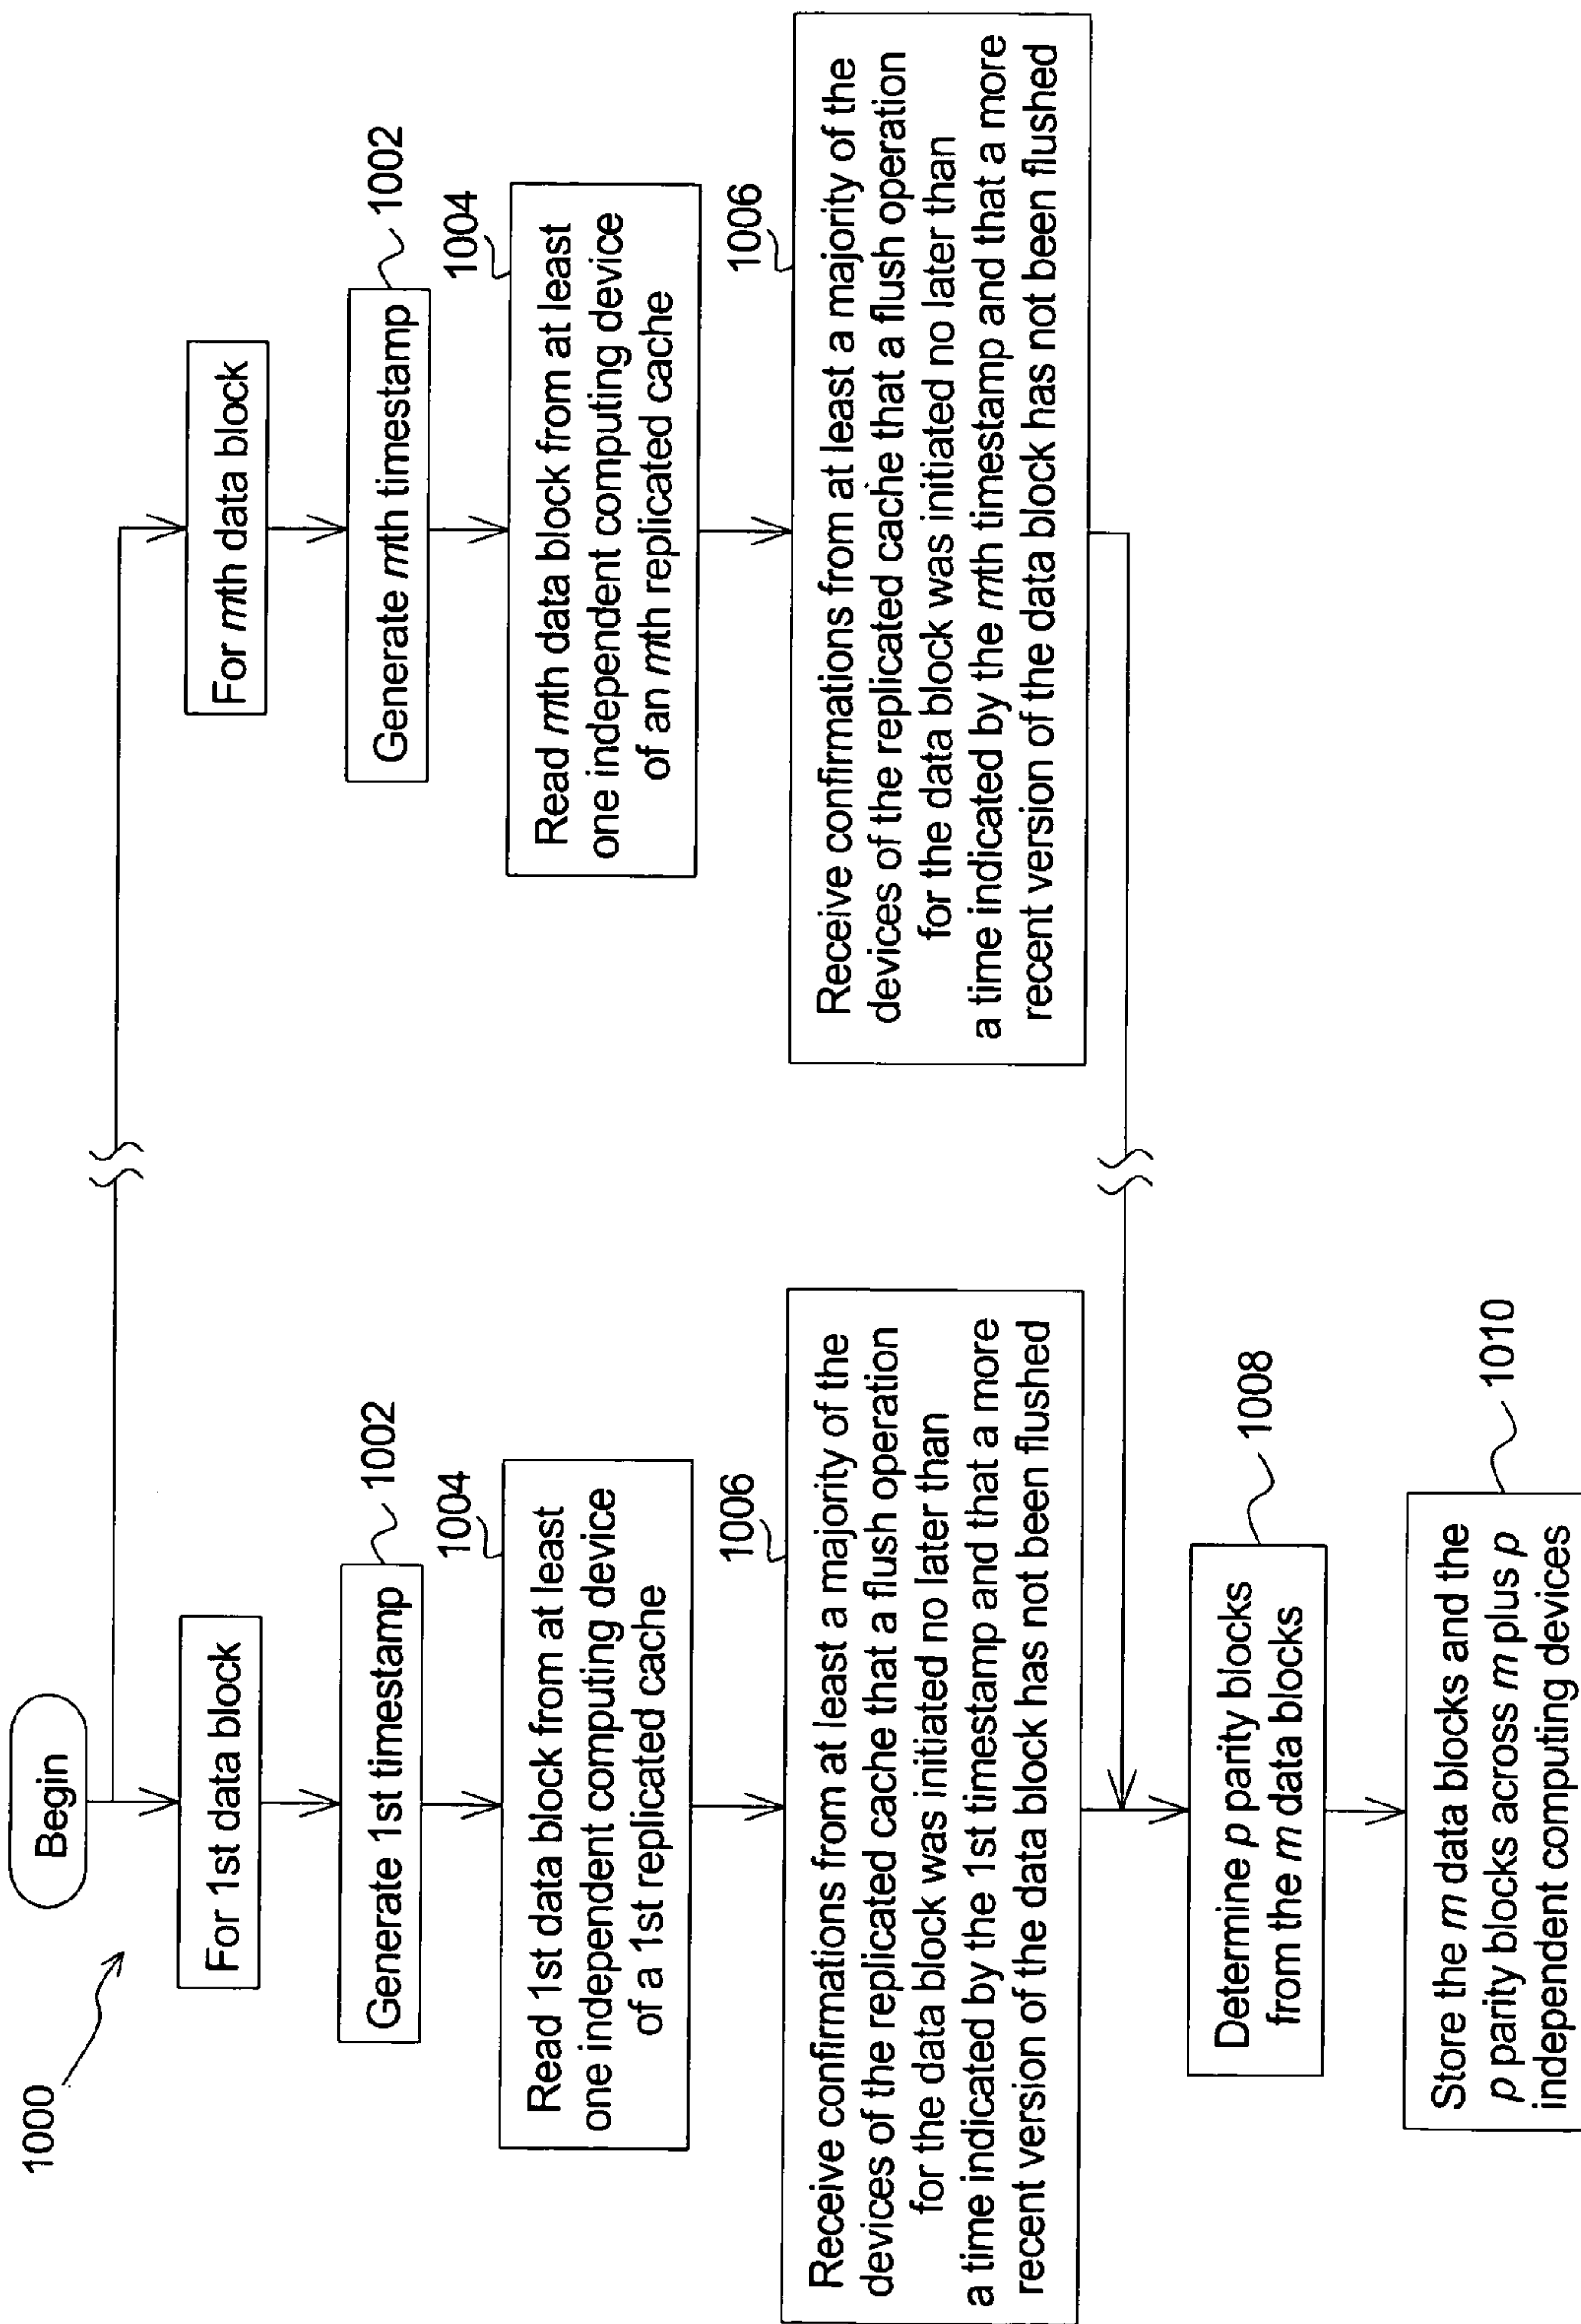 1000
Begin
For 1st data block
Generate 1st timestamp
1002
1004
Read 1st data block from at least
one independent computing device
of a 1st replicated cache
1006
Receive confirmations from at least a majority of the
devices of the replicated cache that a flush operation
for the data block was initiated no later than
a time indicated by the 1st timestamp and that a more
recent version of the data block has not been flushed
For mth data block
Generate mth timestamp
1002
1004
Read mth data block from at least
one independent computing device
of an mth replicated cache
1006
Receive confirmations from at least a majority of the
devices of the replicated cache that a flush operation
for the data block was initiated no later than
a time indicated by the mth timestamp and that a more
recent version of the data block has not been flushed
Determine p parity blocks
from the m data blocks
1008
Store the m data blocks and the
p parity blocks across m plus p
independent computing devices
1010